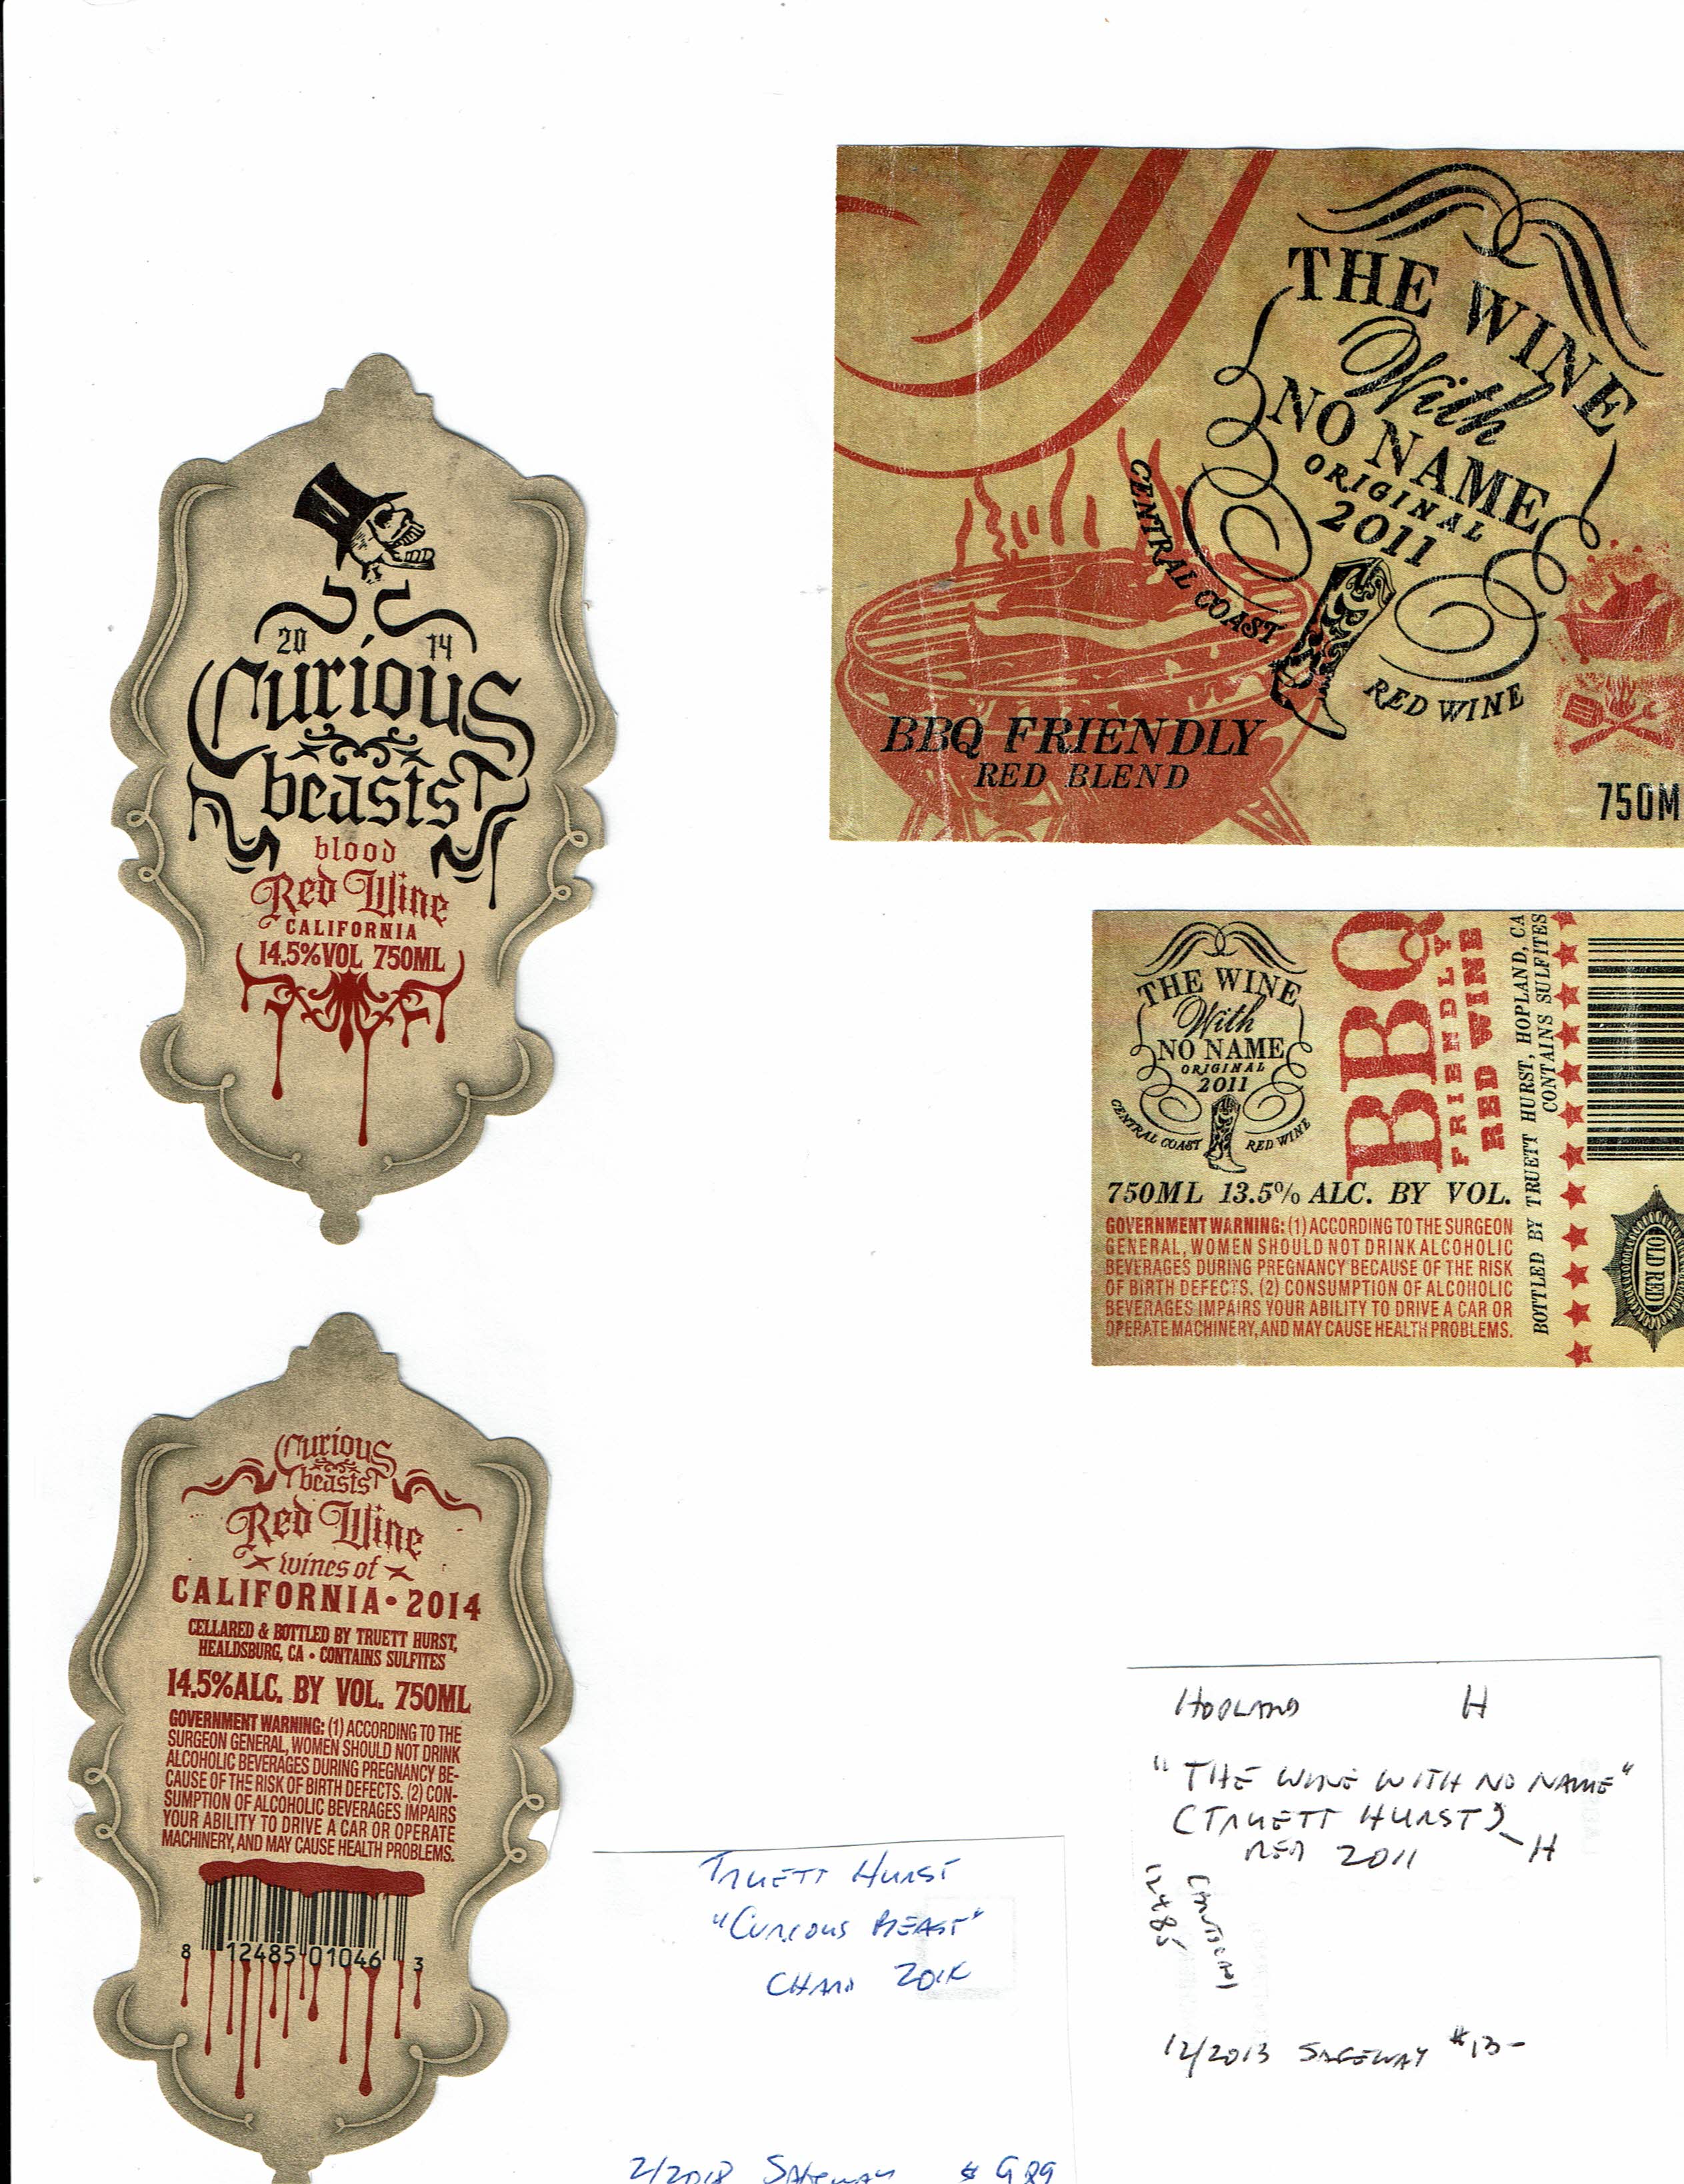 20 14
Curious
beasts
blood
Red Wine
CALIFORNIA
14.5%VOL 750ML
Curious
beasts
Red Wine
wines of
CALIFORNIA • 2014
CELLARED & BOTTLED BY TRUETT HURST,
HEALDSBURG, CA • CONTAINS SULFITES
14.5%ALC. BY VOL. 750ML
GOVERNMENT WARNING: (1) ACCORDING TO THE
SURGEON GENERAL, WOMEN SHOULD NOT DRINK
ALCOHOLIC BEVERAGES DURING PREGNANCY BE-
CAUSE OF THE RISK OF BIRTH DEFECTS. (2) CON-
SUMPTION OF ALCOHOLIC BEVERAGES IMPAIRS
YOUR ABILITY TO DRIVE A CAR OR OPERATE
MACHINERY, AND MAY CAUSE HEALTH PROBLEMS.
8 12485 01046 3
THE WINE
With
NO NAME
ORIGINAL
2011
CENTRAL COAST
RED WINE
BBQ FRIENDLY
RED BLEND
750M
THE WINE
With
NO NAME
ORIGINAL
2011
CENTRAL COAST RED WINE
BBQ
FRIENDLY
RED WINE
750ML 13.5% ALC. BY VOL.
GOVERNMENT WARNING: (1) ACCORDING TO THE SURGEON
GENERAL, WOMEN SHOULD NOT DRINK ALCOHOLIC
BEVERAGES DURING PREGNANCY BECAUSE OF THE RISK
OF BIRTH DEFECTS. (2) CONSUMPTION OF ALCOHOLIC
BEVERAGES IMPAIRS YOUR ABILITY TO DRIVE A CAR OR
OPERATE MACHINERY, AND MAY CAUSE HEALTH PROBLEMS.
BOTTLED BY TRUETT HURST, HOPLAND, CA
CONTAINS SULFITES
OLD RED
TRUETT HURST
"CURIOUS BEAST"
2/2018 SAFEWAY $ 9 89
HOPLAND H
"THE WINE WITH NO NAME"
(TRUETT HURST)
RED 2011 - H
12485
12/2013 SAFEWAY $13-